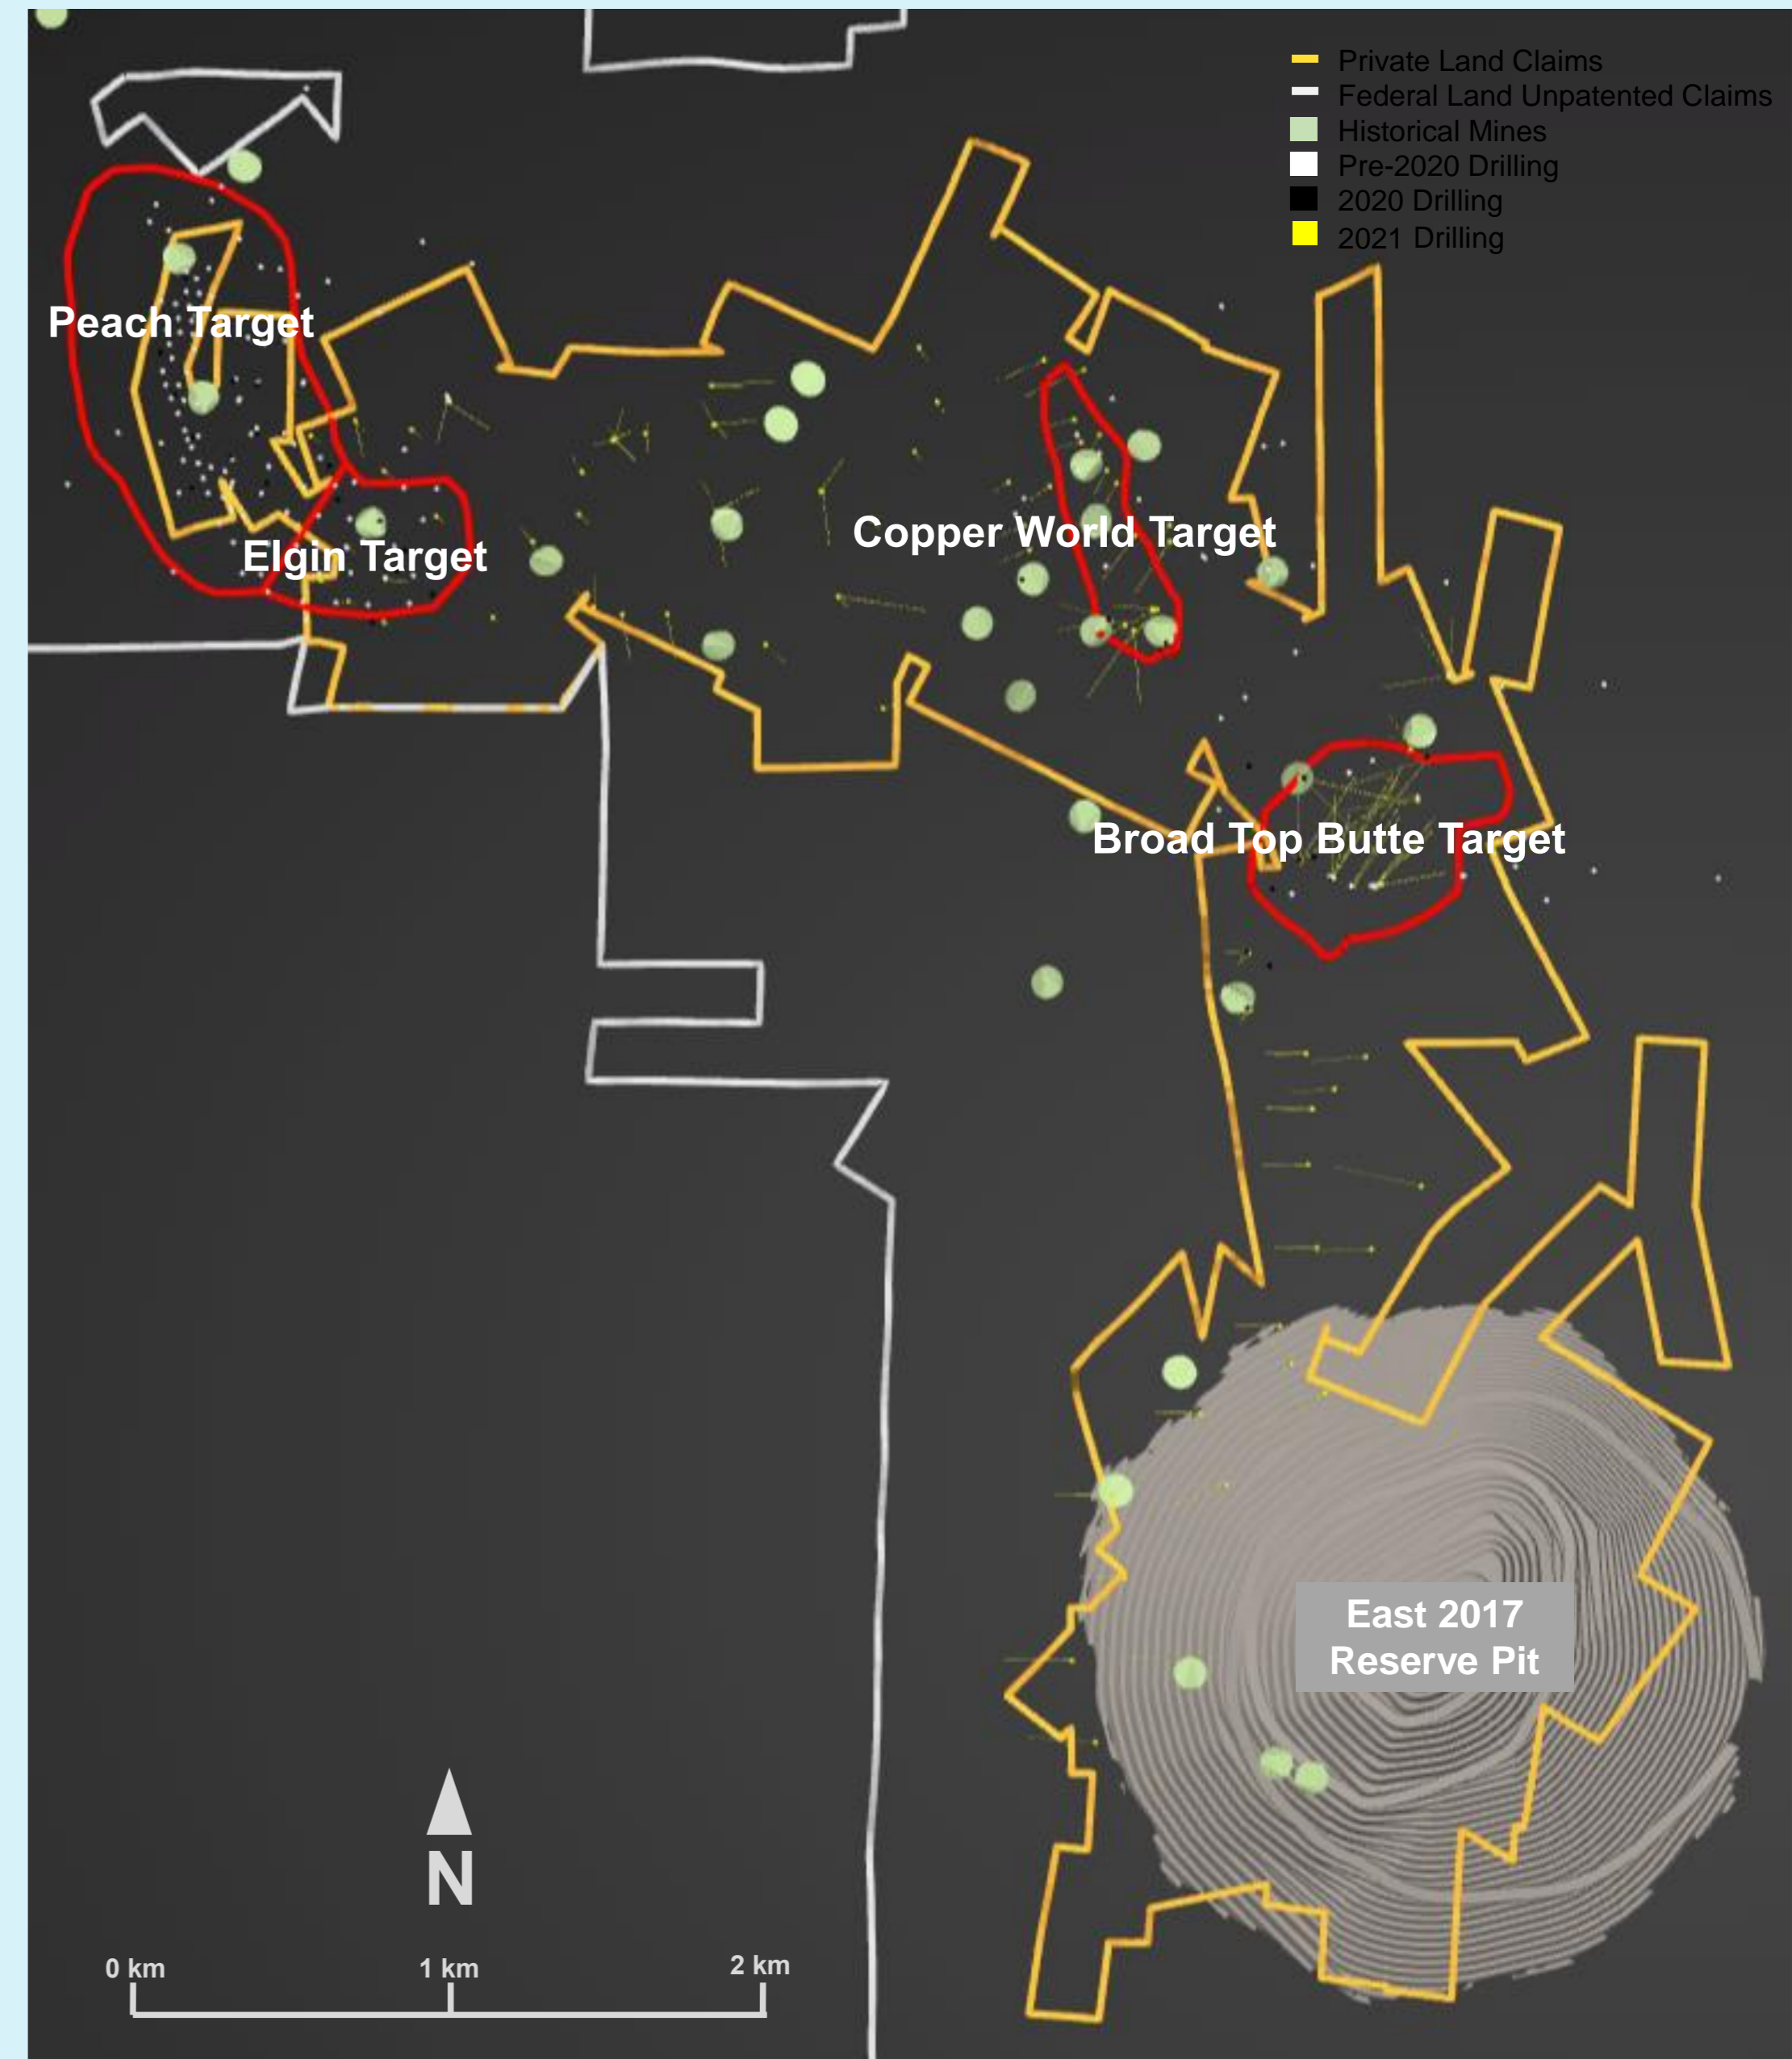 Private Land Claims
Federal Land Unpatented Claims
Historical Mines
Pre-2020 Drilling
2020 Drilling
2021 Drilling
Peach Target
Elgin Target
Copper World Target
Broad Top Butte Target
East 2017
Reserve Pit
N
0 km
1 km
2 km